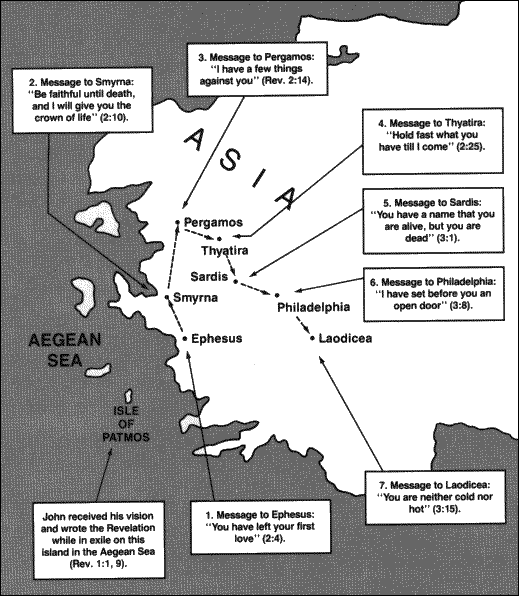 3. Message to Pergamos:
"I have a few things
against you" (Rev. 2:14).
2. Message to Smyrna:
"Be faithful until death,
and I will give you the
crown of life" (2:10).
4. Message to Thyatira:
"Hold fast what you
have till I come" (2:25).
ASIA
5. Message to Sardis:
"You have a name that you
are alive, but you are
dead" (3:1).
Pergamos
Thyatira
Sardis
6. Message to Philadelphia:
"I have set before you an
open door" (3:8).
Smyrna
Philadelphia
AEGEAN
SEA
Ephesus
Laodicea
ISLE
OF
PATMOS
7. Message to Laodicea:
"You are neither cold nor
hot" (3:15).
John received his vision
and wrote the Revelation
while in exile on this
island in the Aegean Sea
(Rev. 1:1, 9).
1. Message to Ephesus:
"You have left your first
love" (2:4).